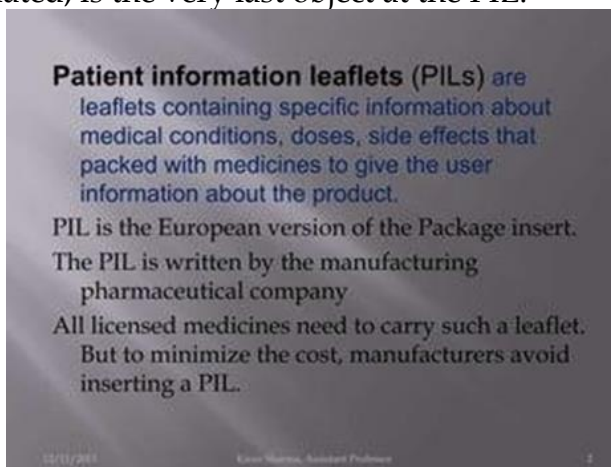 is the very last object at the PIL.
Patient information leaflets (PILs) are
leaflets containing specific information about
medical conditions, doses, side effects that
packed with medicines to give the user
information about the product.
PIL is the European version of the Package insert.
The PIL is written by the manufacturing
pharmaceutical company
All licensed medicines need to carry such a leaflet.
But to minimize the cost, manufacturers avoid
inserting a PIL.
Assistant Professor
2